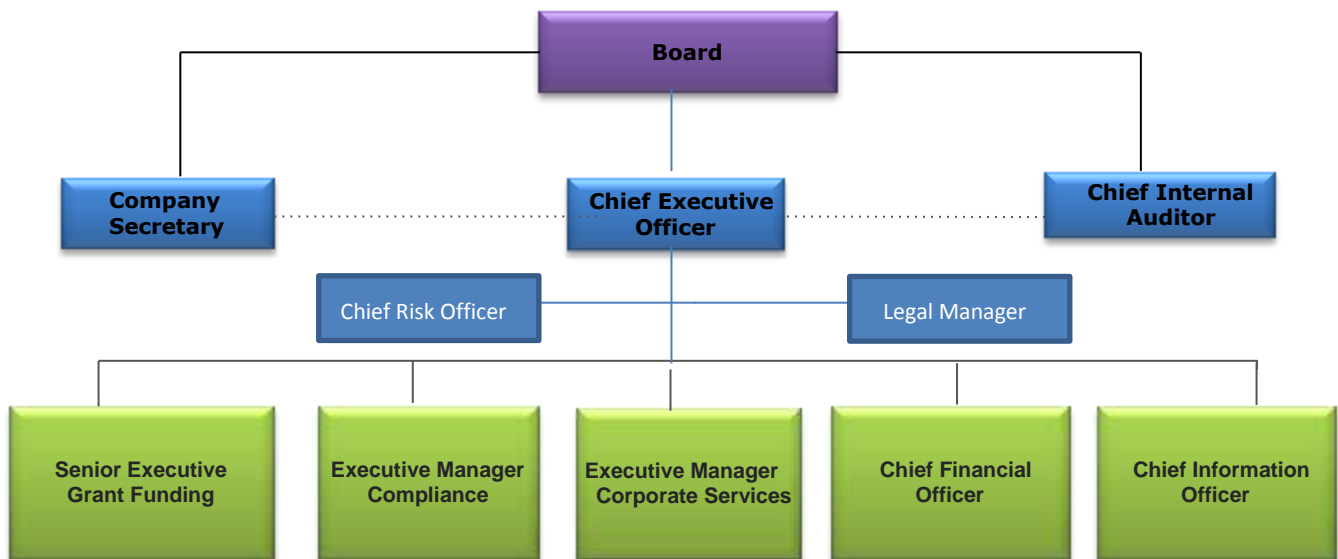 Board
Company
Secretary
Chief Executive
Officer
Chief Internal
Auditor
Chief Risk Officer
Legal Manager
Senior Executive
Grant Funding
Executive Manager
Compliance
Executive Manager
Corporate Services
Chief Financial
Officer
Chief Information
Officer